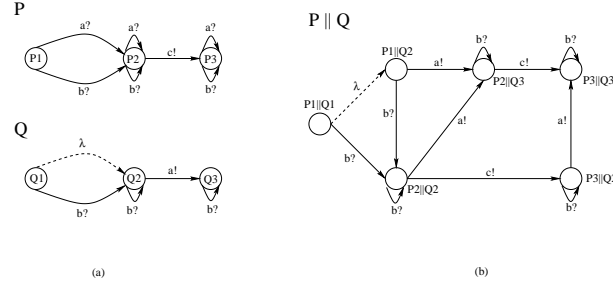 P
a?
P1
b?
a?
P2
b?
c!
a?
P3
b?
Q
λ
Q1
b?
Q2
b?
a!
Q3
b?
(a)
P || Q
P1||Q1
λ
b?
P1||Q2
a!
b?
b?
P2||Q3
c!
b?
P3||Q3
a!
P2||Q2
b?
c!
a!
P3||Q2
b?
(b)